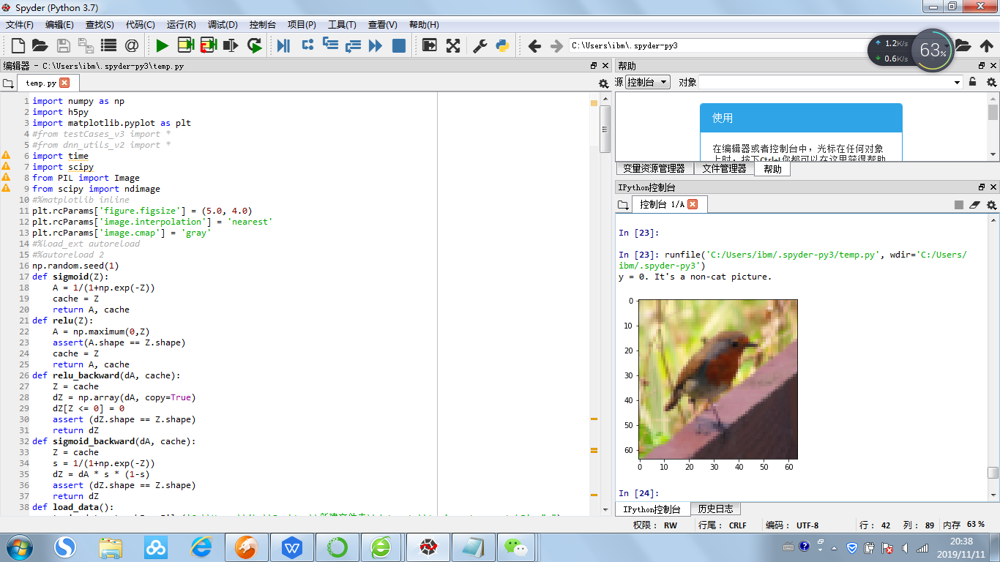 Spyder (Python 3.7)
文件(F) 编辑(E) 查找(S) 代码(C) 运行(R) 调试(D) 控制台 项目(P) 工具(T) 查看(V) 帮助(H)
C:\Users\ibm\.spyder-py3
1.2K/s
0.6K/s
63%
编辑器 - C:\Users\ibm\.spyder-py3\temp.py
temp.py
1 import numpy as np
2 import h5py
3 import matplotlib.pyplot as plt
4 #from testCases_v3 import *
5 #from dnn_utils_v2 import *
6 import time
7 import scipy
8 from PIL import Image
9 from scipy import ndimage
10 #%matplotlib inline
11 plt.rcParams['figure.figsize'] = (5.0, 4.0)
12 plt.rcParams['image.interpolation'] = 'nearest'
13 plt.rcParams['image.cmap'] = 'gray'
14 #%load_ext autoreload
15 #%autoreload 2
16 np.random.seed(1)
17 def sigmoid(Z):
18     A = 1/(1+np.exp(-Z))
19     cache = Z
20     return A, cache
21 def relu(Z):
22     A = np.maximum(0,Z)
23     assert(A.shape == Z.shape)
24     cache = Z
25     return A, cache
26 def relu_backward(dA, cache):
27     Z = cache
28     dZ = np.array(dA, copy=True)
29     dZ[Z <= 0] = 0
30     assert (dZ.shape == Z.shape)
31     return dZ
32 def sigmoid_backward(dA, cache):
33     Z = cache
34     s = 1/(1+np.exp(-Z))
35     dZ = dA * s * (1-s)
36     assert (dZ.shape == Z.shape)
37     return dZ
38 def load_data():
帮助
源 控制台 对象
使用
在编辑器或者控制台中，光标在任何对象
上时，按下Ctrl+I你都可以在这里获得帮助
变量资源管理器 文件管理器 帮助
IPython控制台
控制台 1/A
In [23]:
In [23]: runfile('C:/Users/ibm/.spyder-py3/temp.py', wdir='C:/Users/
ibm/.spyder-py3')
y = 0. It's a non-cat picture.
0
10
20
30
40
50
60
0 10 20 30 40 50 60
In [24]:
IPython控制台 历史日志
权限： RW 行尾： CRLF 编码： UTF-8 行： 42 列： 89 内存 63 %
20:38
2019/11/11